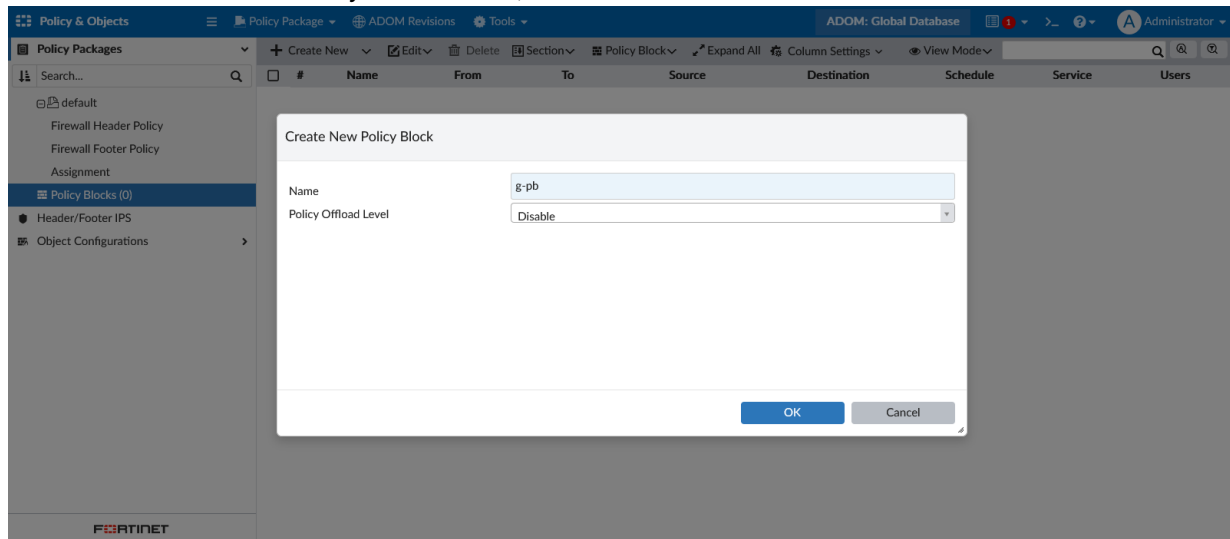 Policy & Objects
Policy Package
ADOM Revisions
Tools
ADOM: Global Database
1
A
Administrator
Policy Packages
Create New
Edit
Delete
Section
Policy Block
Expand All
Column Settings
View Mode
Search...
#
Name
From
To
Source
Destination
Schedule
Service
Users
default
Firewall Header Policy
Firewall Footer Policy
Assignment
Policy Blocks (0)
Header/Footer IPS
Object Configurations
Create New Policy Block
Name
g-pb
Policy Offload Level
Disable
OK
Cancel
FORTINET